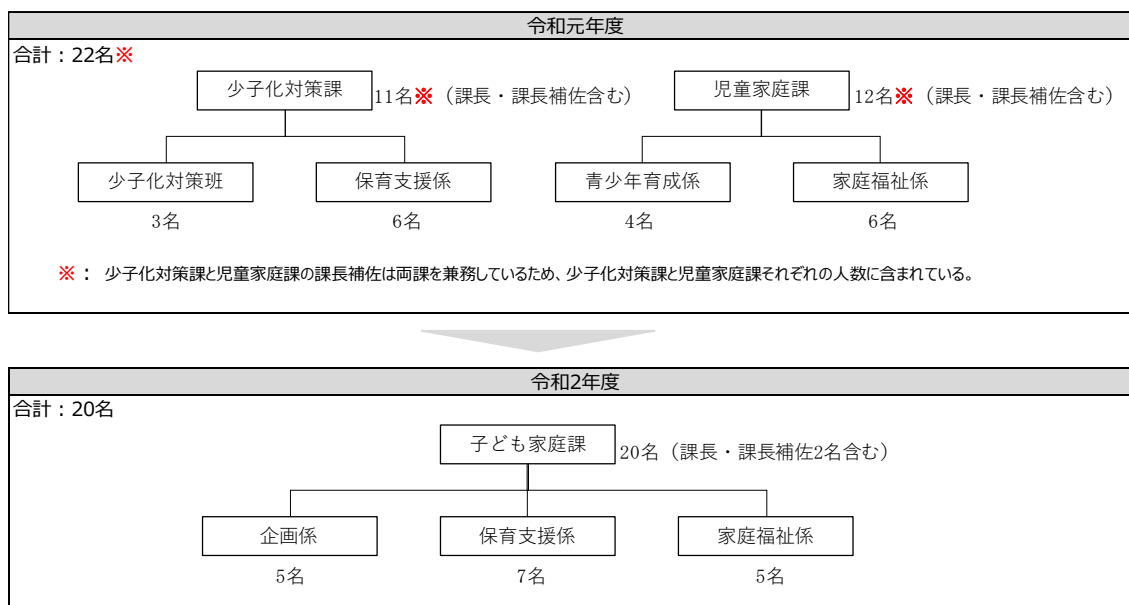 令和元年度
合計：22名※
少子化対策課 11名※（課長・課長補佐含む） 児童家庭課 12名※（課長・課長補佐含む）
少子化対策班 保育支援係 青少年育成係 家庭福祉係
3名 6名 4名 6名
※： 少子化対策課と児童家庭課の課長補佐は両課を兼務しているため、少子化対策課と児童家庭課それぞれの人数に含まれている。
令和2年度
合計：20名
子ども家庭課 20名（課長・課長補佐2名含む）
企画係 保育支援係 家庭福祉係
5名 7名 5名